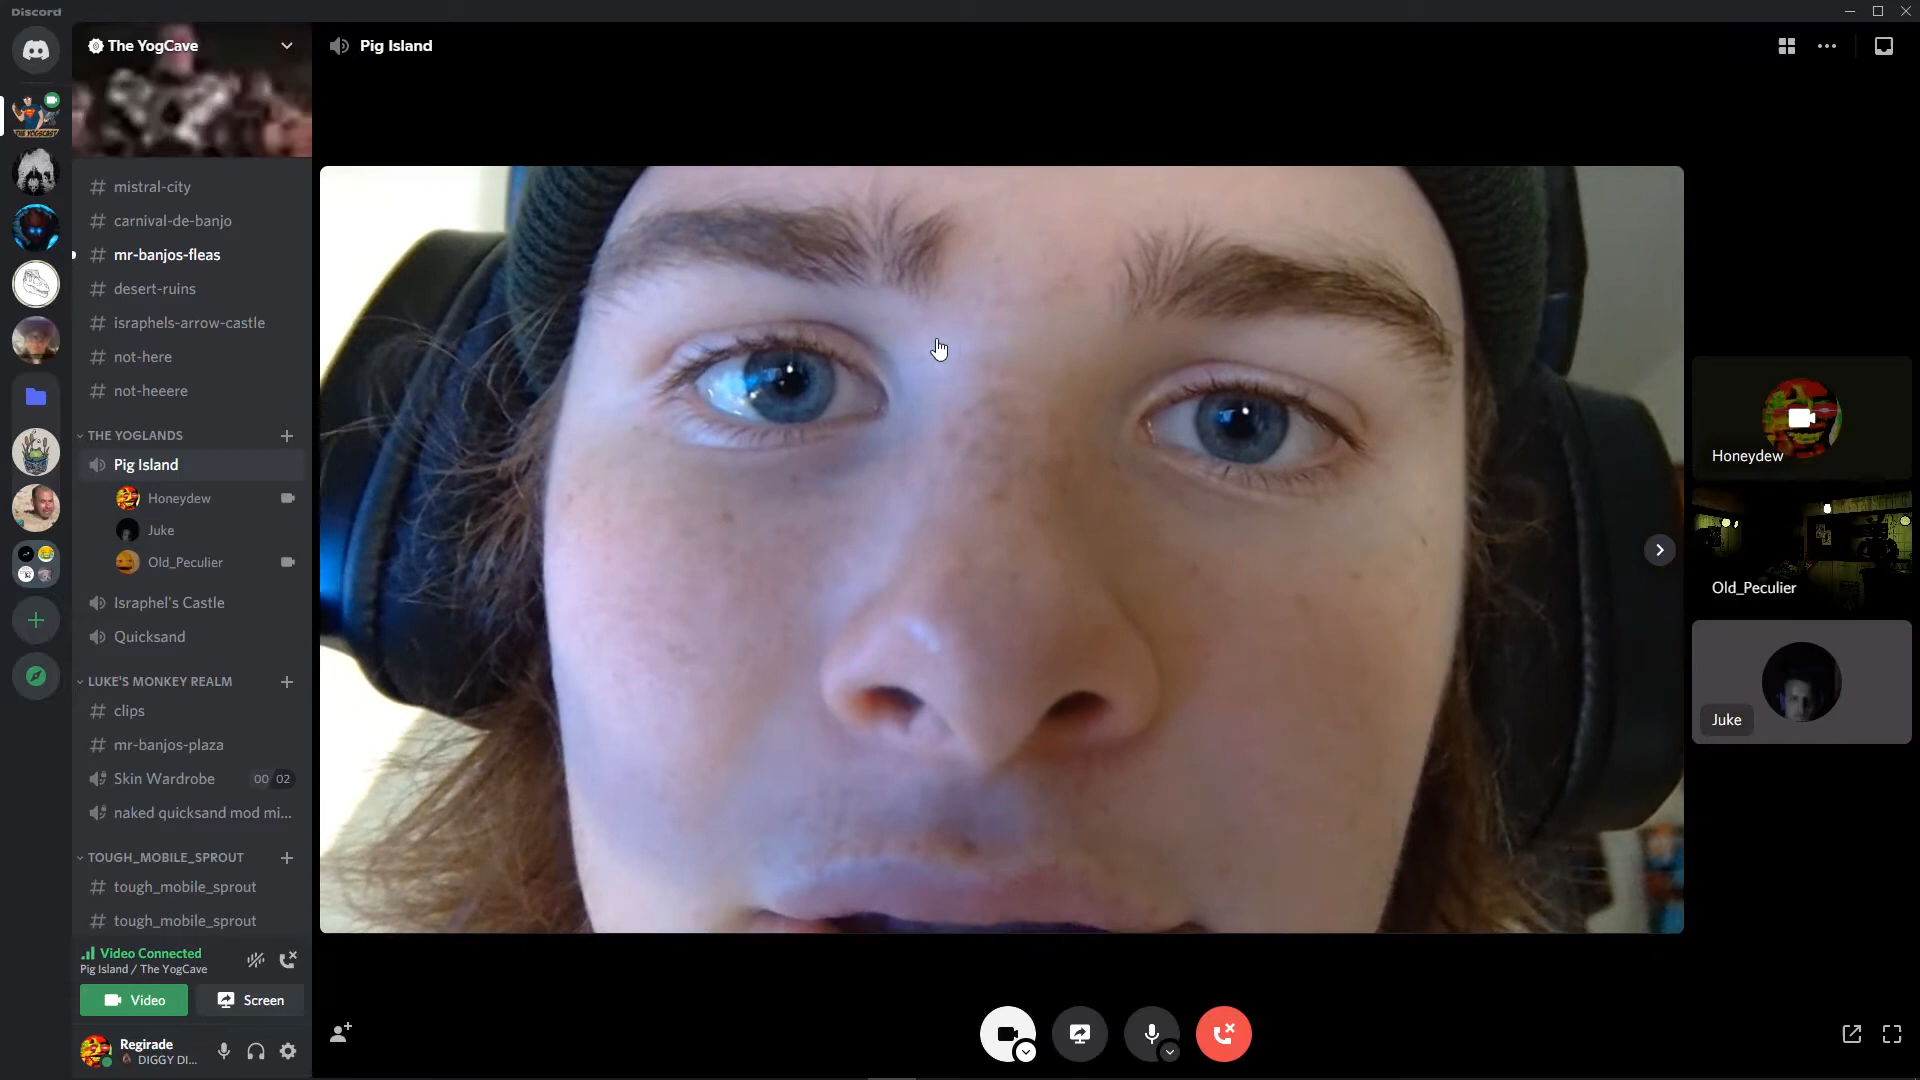 Discord
The YogCave
Pig Island
THE YOGSCAST
mistral-city
carnival-de-banjo
mr-banjos-fleas
desert-ruins
israphels-arrow-castle
not-here
not-heeere
THE YOGLANDS
Pig Island
Honeydew
Juke
Old_Peculier
Israphel's Castle
Quicksand
LUKE'S MONKEY REALM
clips
mr-banjos-plaza
Skin Wardrobe 00 02
naked quicksand mod mi...
TOUGH_MOBILE_SPROUT
tough_mobile_sprout
tough_mobile_sprout
Video Connected
Pig Island / The YogCave
Video Screen
Regirade
DIGGY DI...
Honeydew
Old_Peculier
Juke